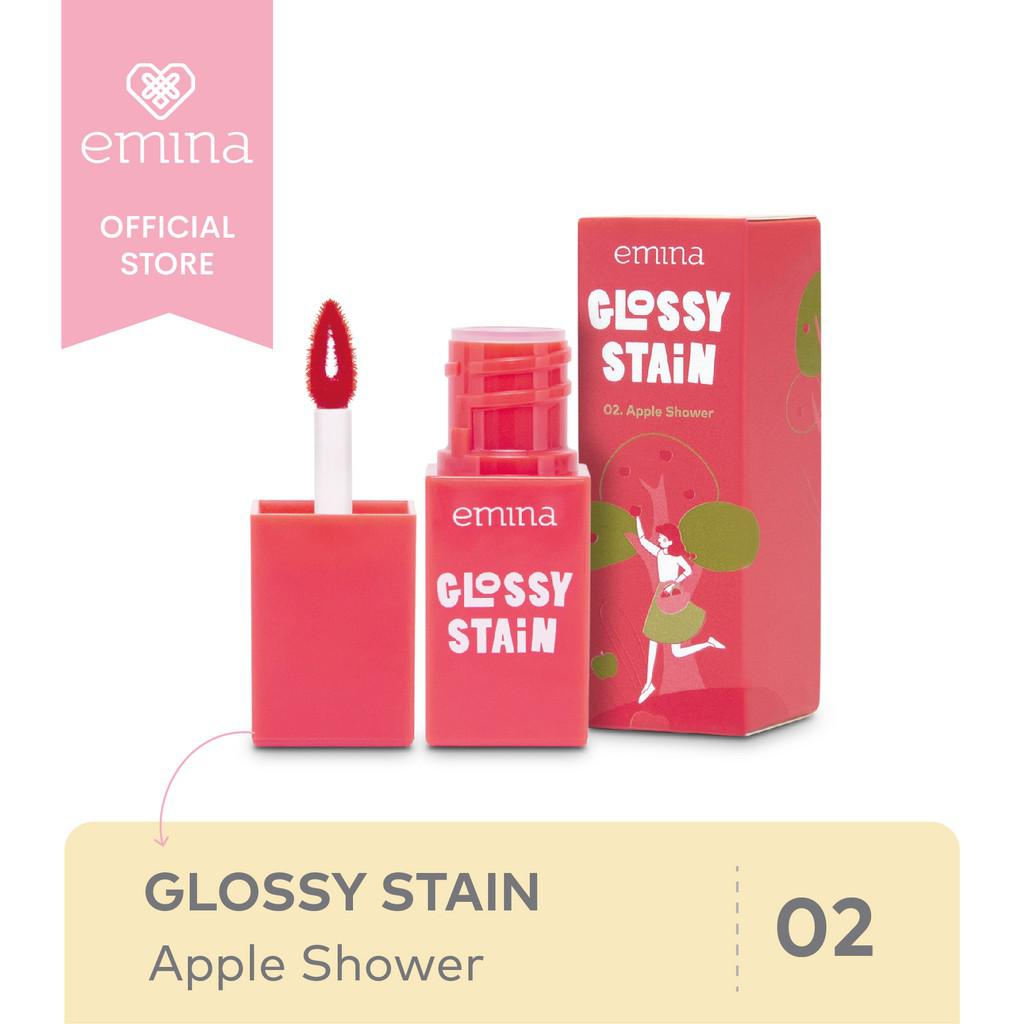 emina
OFFICIAL
STORE
emina
GLOSSY
STAiN
02. Apple Shower
emina
GLOSSY
STAiN
GLOSSY STAIN
Apple Shower
02